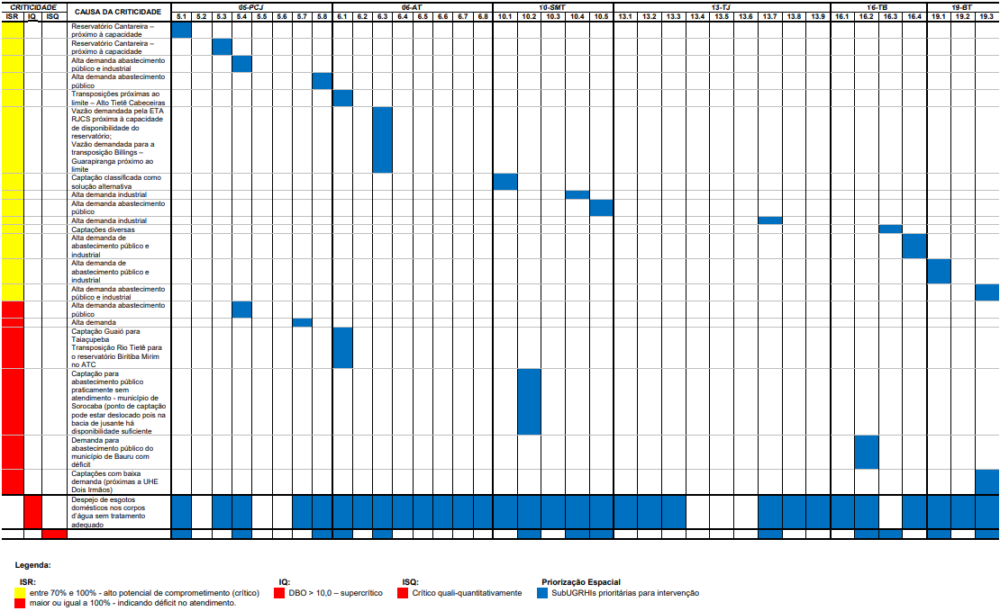 CRITICIDADE
CAUSA DA CRITICIDADE
05-PCJ
06-AT
10-SMT
13-TJ
16-TB
19-BT
ISR
IQ
ISQ
5.1 5.2 5.3 5.4 5.5 5.6 5.7 5.8 6.1 6.2 6.3 6.4 6.5 6.6 6.7 6.8 10.1 10.2 10.3 10.4 10.5 13.1 13.2 13.3 13.4 13.5 13.6 13.7 13.8 13.9 16.1 16.2 16.3 16.4 19.1 19.2 19.3
Reservatório Cantareira –
próximo à capacidade
Reservatório Cantareira –
próximo à capacidade
Alta demanda abastecimento
público e industrial
Alta demanda abastecimento
público
Transposições próximas ao
limite – Alto Tietê Cabeceiras
Vazão demandada pela ETA
RJCS próxima à capacidade
de disponibilidade do
reservatório;
Vazão demandada para a
transposição Billings –
Guarapiranga próximo ao
limite
Captação classificada como
solução alternativa
Alta demanda industrial
Alta demanda abastecimento
público
Alta demanda industrial
Captações diversas
Alta demanda de
abastecimento público e
industrial
Alta demanda de
abastecimento público e
industrial
Alta demanda abastecimento
público e industrial
Alta demanda abastecimento
público
Alta demanda
Captação Guaió para
Taiaçupeba
Transposição Rio Tietê para
o reservatório Biritiba Mirim
no ATC
Captação para
abastecimento público
praticamente sem
atendimento - município de
Sorocaba (ponto de captação
pode estar deslocado pois na
bacia de jusante há
disponibilidade suficiente
Demanda para
abastecimento público do
município de Bauru com
déficit
Captações com baixa
demanda (próximas a UHE
Dois Irmãos)
Despejo de esgotos
domésticos nos corpos
d'água sem tratamento
adequado
Legenda:
ISR:
entre 70% e 100% - alto potencial de comprometimento (crítico)
maior ou igual a 100% - indicando déficit no atendimento.
IQ:
DBO > 10,0 – supercrítico
ISQ:
Crítico quali-quantitativamente
Priorização Espacial
SubUGRHIs prioritárias para intervenção